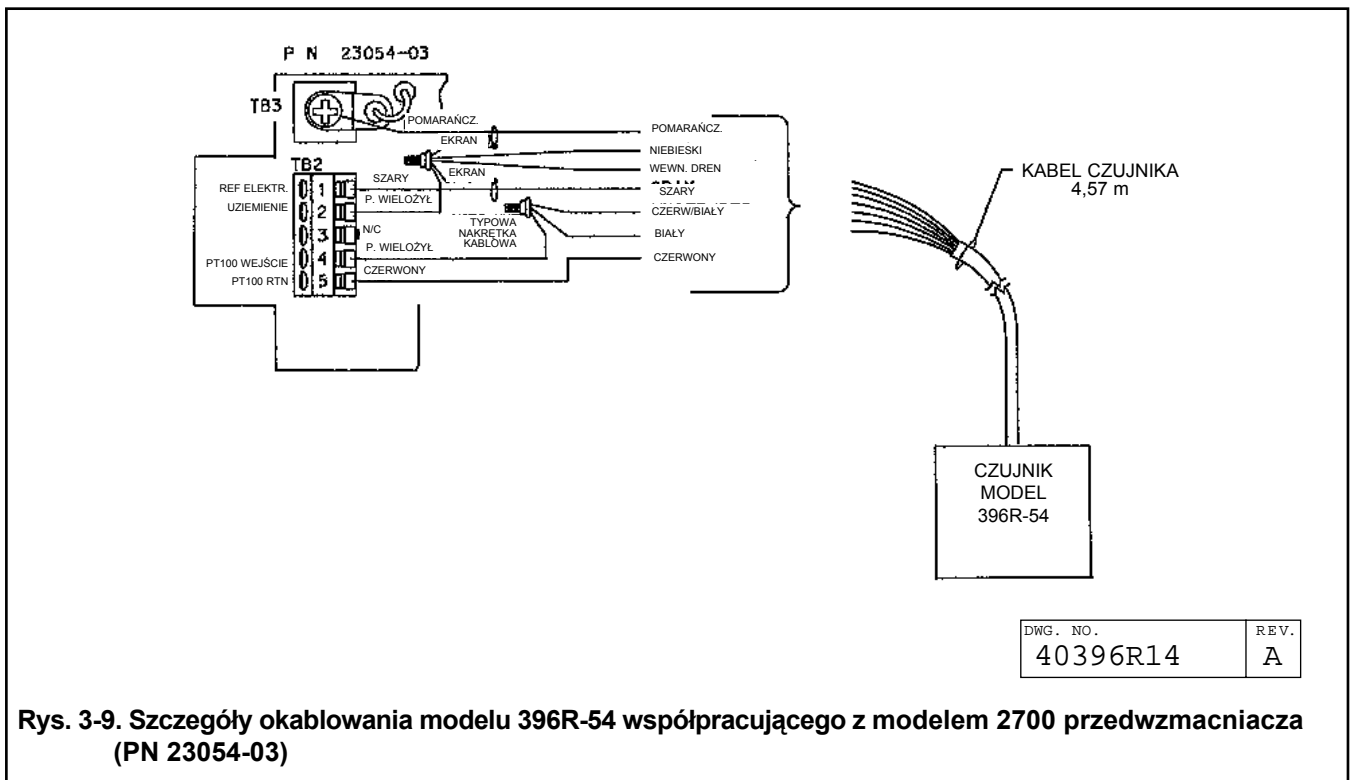 P N 23054-03
TB3
POMARAŃCZ.
EKRAN
POMARAŃCZ.
NIEBIESKI
WEWN. DREN
TB2
EKRAN
SZARY
SZARY
REF ELEKTR.
1
P. WIELOŻYŁ
CZERW/BIAŁY
UZIEMIENIE
2
TYPOWA
NAKRĘTKA
KABLOWA
N/C
3
BIAŁY
P. WIELOŻYŁ
PT100 WEJŚCIE
4
CZERWONY
CZERWONY
PT100 RTN
5
KABEL CZUJNIKA
4,57 m
CZUJNIK
MODEL
396R-54
DWG. NO.
REV.
40396R14
A
Rys. 3-9. Szczegóły okablowania modelu 396R-54 współpracującego z modelem 2700 przedwzmacniacza
(PN 23054-03)